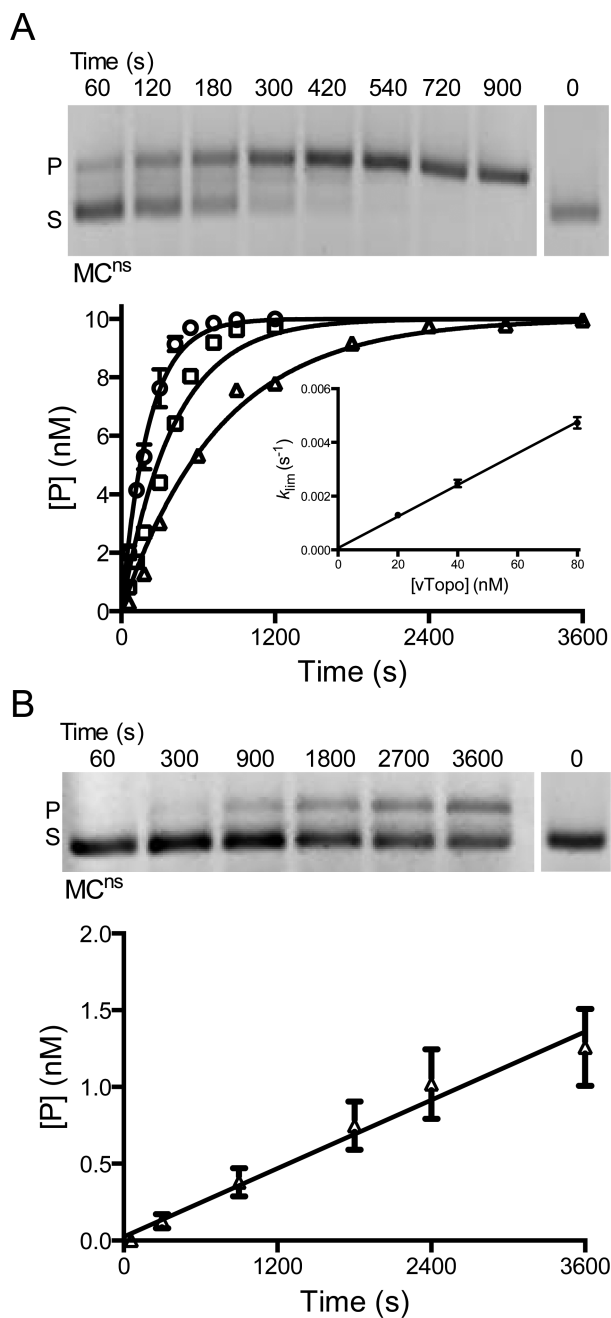 A
Time (s)
60 120 180 300 420 540 720 900 0
P
S
MCⁿˢ
10
8
6
4
2
0
[P] (nM)
0 1200 2400 3600
Time (s)
0.006
0.004
0.002
0.000
kₗᵢₘ (s⁻¹)
0 20 40 60 80
[vTopo] (nM)
B
Time (s)
60 300 900 1800 2700 3600 0
P
S
MCⁿˢ
2.0
1.5
1.0
0.5
0.0
[P] (nM)
0 1200 2400 3600
Time (s)